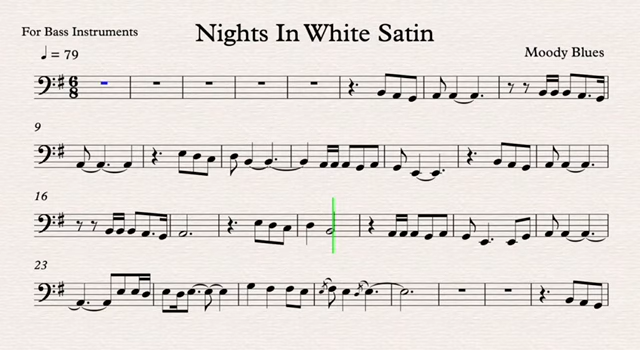 Nights In White Satin
For Bass Instruments
♩ = 79
Moody Blues
6
8
9
16
23